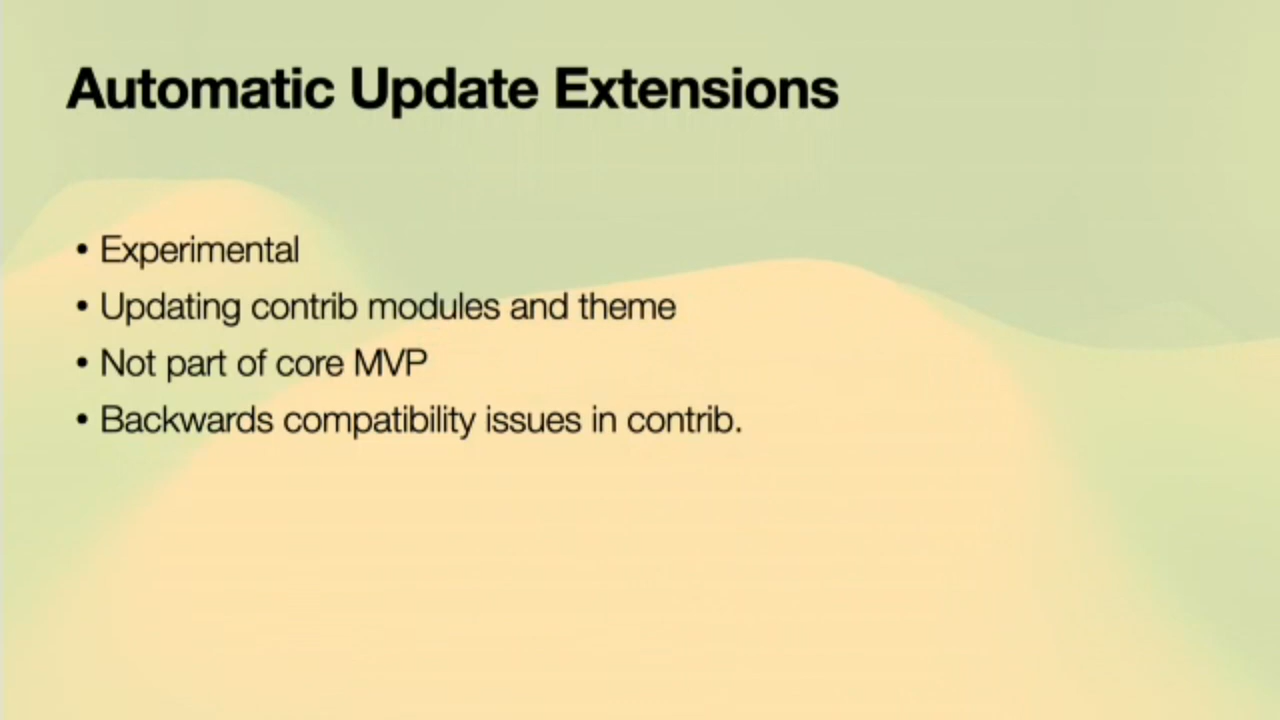 Automatic Update Extensions
• Experimental
• Updating contrib modules and theme
• Not part of core MVP
• Backwards compatibility issues in contrib.